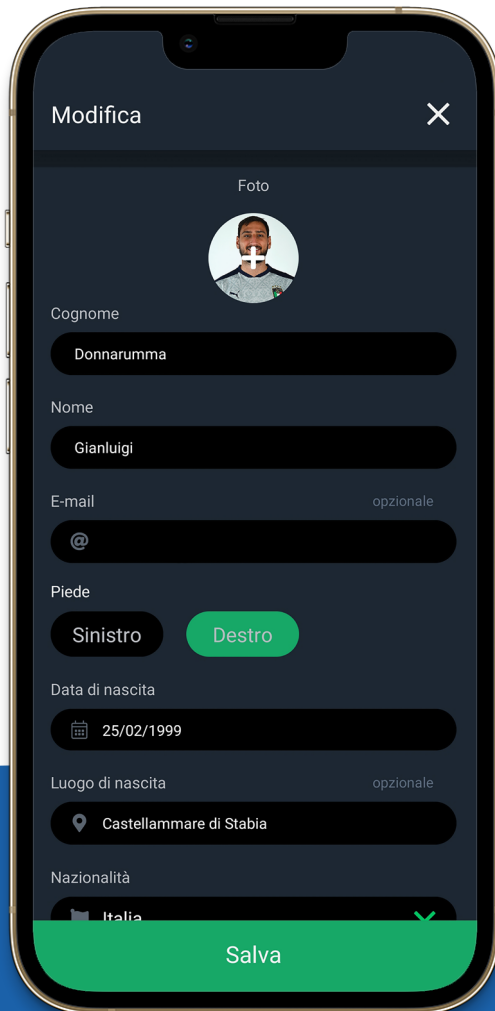 Modifica
Foto
Cognome
Donnarumma
Nome
Gianluigi
E-mail opzionale
@
Piede
Sinistro Destro
Data di nascita
25/02/1999
Luogo di nascita opzionale
Castellammare di Stabia
Nazionalità
Italia
Salva